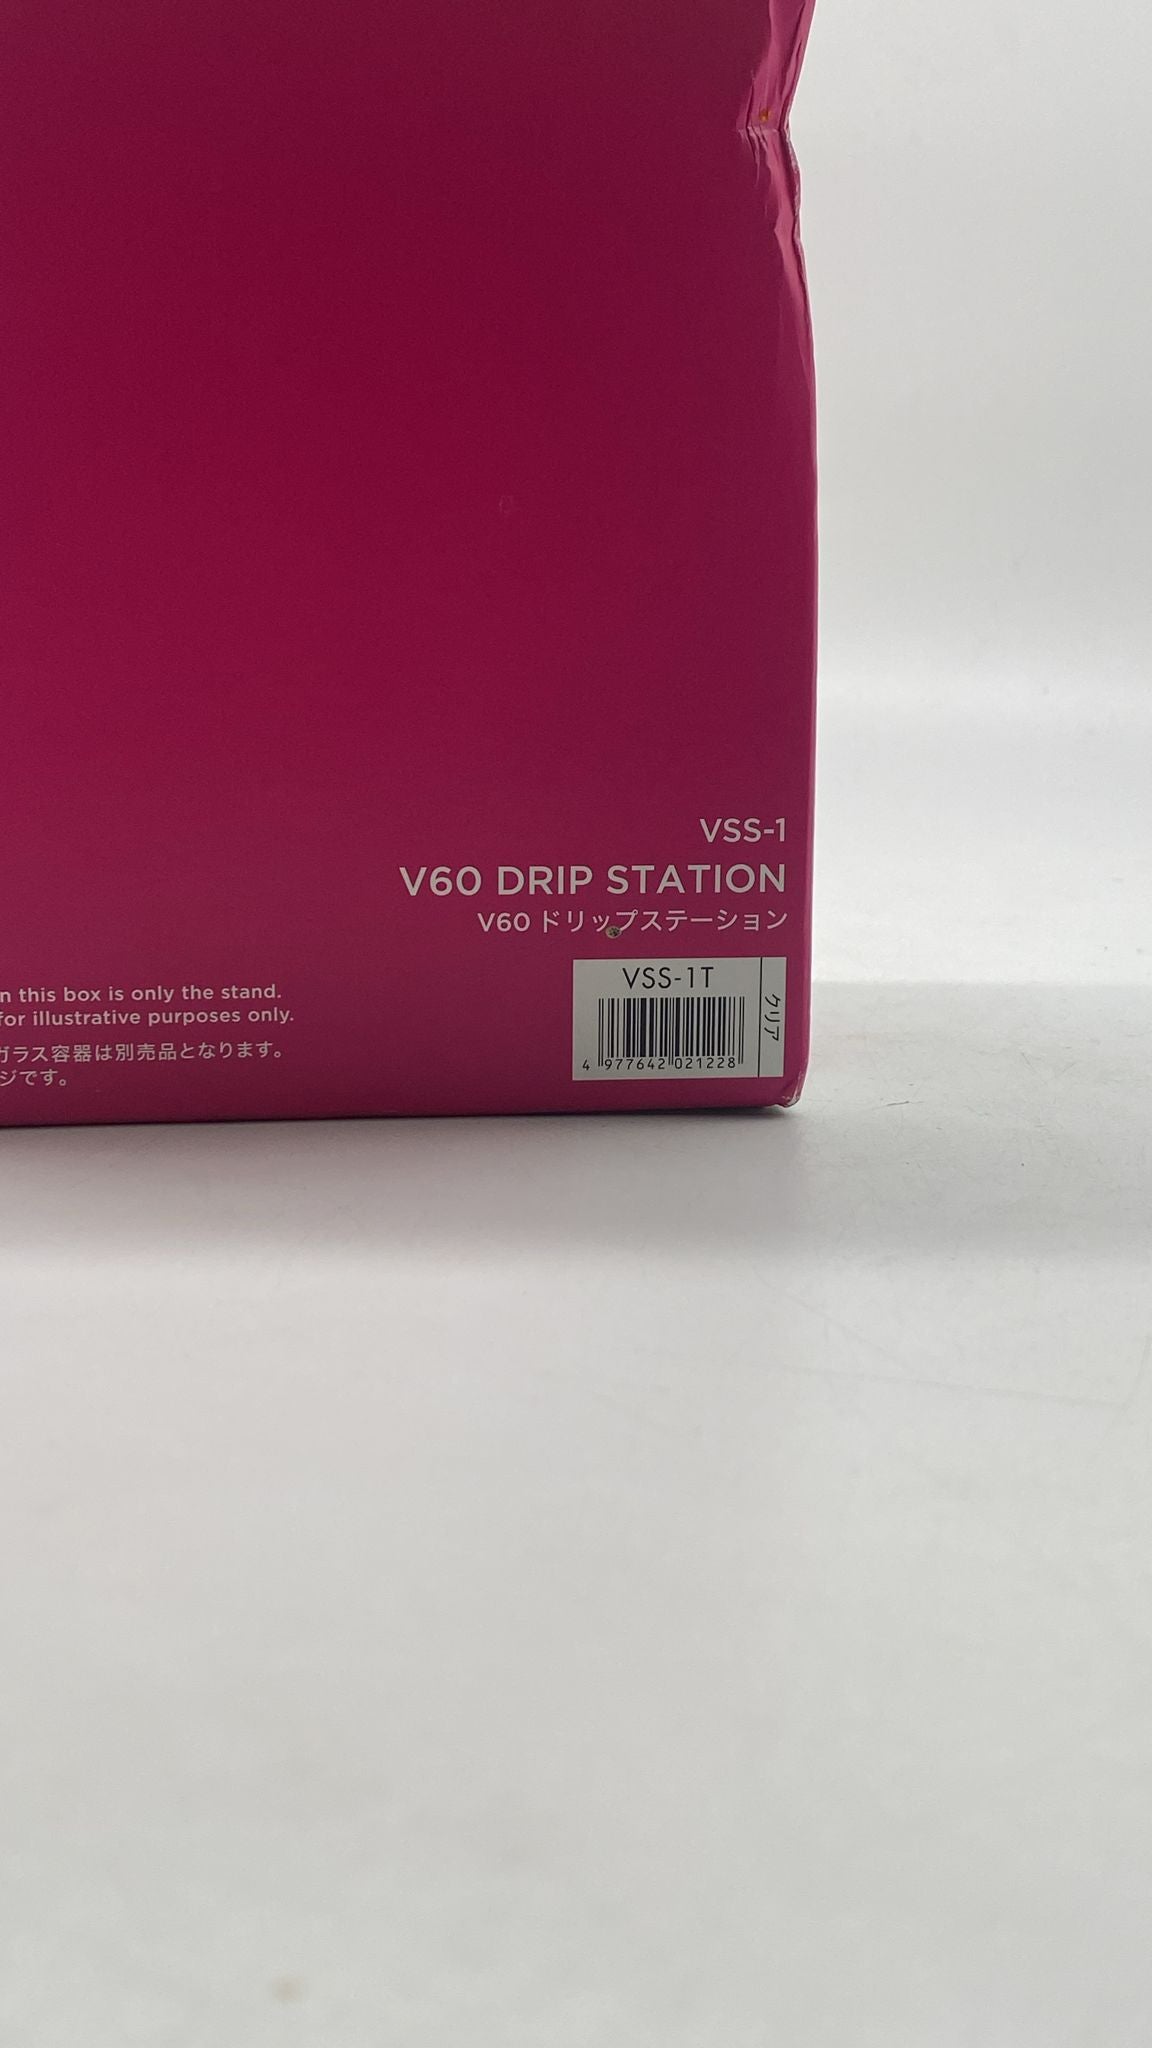 VSS-1
V60 DRIP STATION
V60 ドリップステーション
VSS-1T
クリア
4 977642 021228
this box is only the stand.
for illustrative purposes only.
ガラス容器は別売品となります。
ジです。